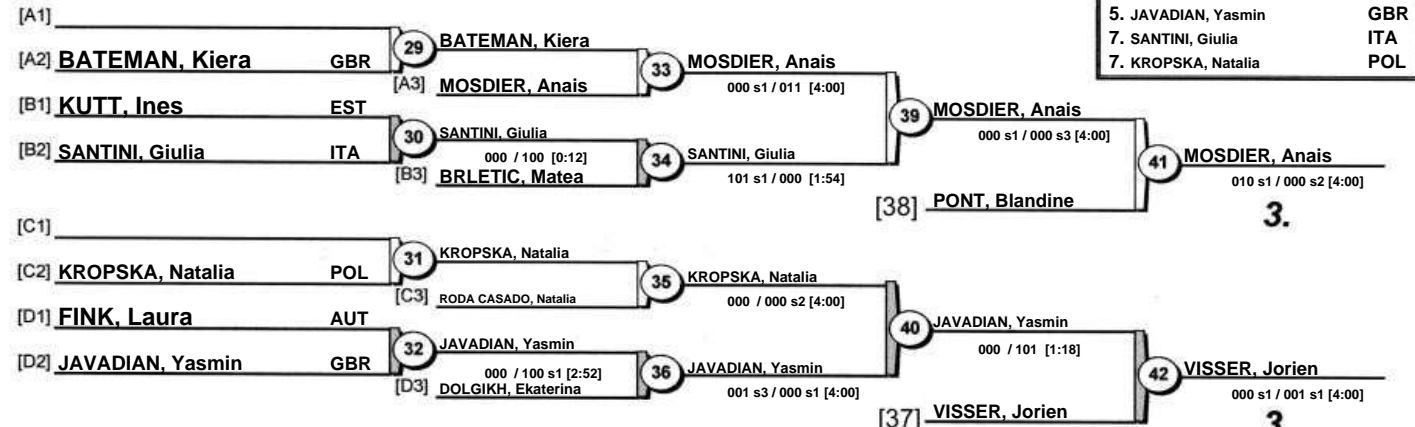 5. JAVADIAN, Yasmin GBR
7. SANTINI, Giulia ITA
7. KROPSKA, Natalia POL
[A1]
[A2] BATEMAN, Kiera GBR
29
BATEMAN, Kiera
[A3] MOSDIER, Anais
33
MOSDIER, Anais
000 s1 / 011 [4:00]
[B1] KUTT, Ines EST
[B2] SANTINI, Giulia ITA
30
SANTINI, Giulia
000 / 100 [0:12]
[B3] BRLETIC, Matea
34
SANTINI, Giulia
101 s1 / 000 [1:54]
39
MOSDIER, Anais
000 s1 / 000 s3 [4:00]
[38] PONT, Blandine
41
MOSDIER, Anais
010 s1 / 000 s2 [4:00]
3.
[C1]
[C2] KROPSKA, Natalia POL
31
KROPSKA, Natalia
[C3] RODA CASADO, Natalia
35
KROPSKA, Natalia
000 / 000 s2 [4:00]
[D1] FINK, Laura AUT
[D2] JAVADIAN, Yasmin GBR
32
JAVADIAN, Yasmin
000 / 100 s1 [2:52]
[D3] DOLGIKH, Ekaterina
36
JAVADIAN, Yasmin
001 s3 / 000 s1 [4:00]
40
JAVADIAN, Yasmin
000 / 101 [1:18]
[37] VISSER, Jorien
42
VISSER, Jorien
000 s1 / 001 s1 [4:00]
3.